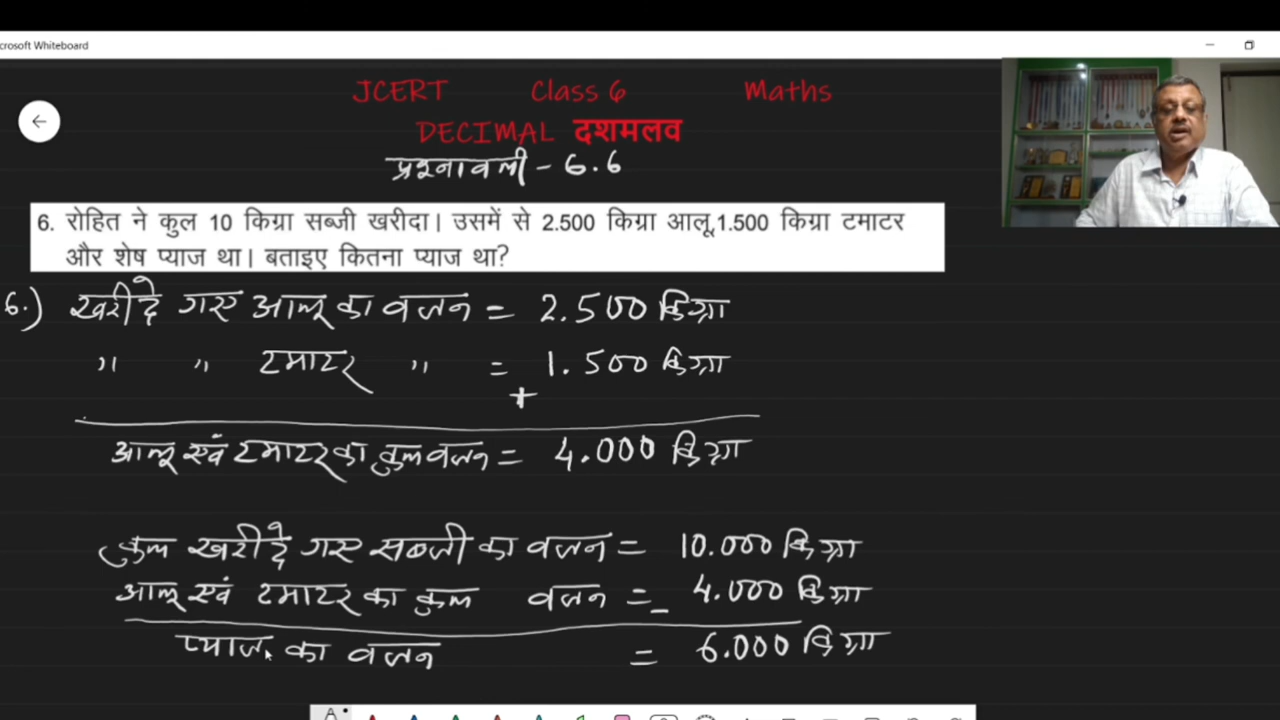 crosoft Whiteboard
JCERT Class 6 Maths
DECIMAL दशमलव
प्रश्नावली - 6.6
6. रोहित ने कुल 10 किग्रा सब्जी खरीदा। उसमें से 2.500 किग्रा आलू,1.500 किग्रा टमाटर
और शेष प्याज था। बताइए कितना प्याज था?
6.) खरीदे गए आलू का वजन = 2.500 किग्रा
" " टमाटर " = 1.500 किग्रा
+
आलू एवं टमाटर का कुल वजन = 4.000 किग्रा
कुल खरीदे गए सब्जी का वजन = 10.000 किग्रा
आलू एवं टमाटर का कुल वजन = - 4.000 किग्रा
प्याज का वजन = 6.000 किग्रा